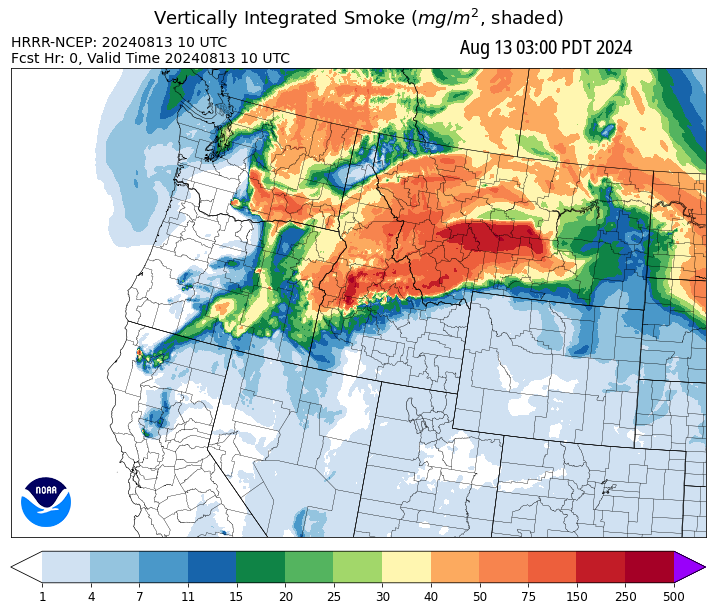 Vertically Integrated Smoke (mg/m², shaded)
HRRR-NCEP: 20240813 10 UTC
Aug 13 03:00 PDT 2024
Fcst Hr: 0, Valid Time 20240813 10 UTC
NOAA
1 4 7 11 15 20 25 30 40 50 75 150 250 500